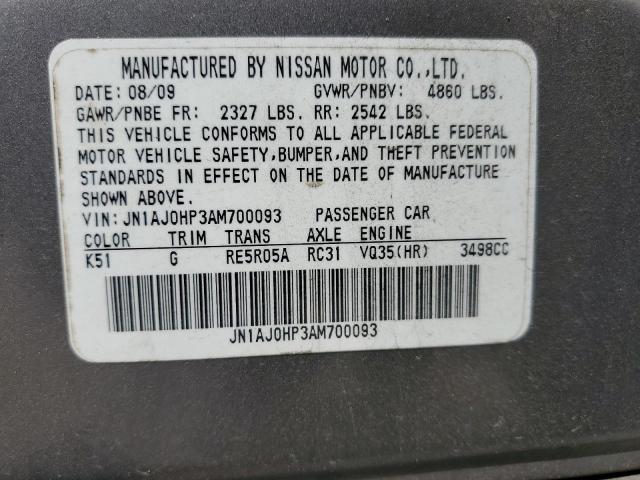 MANUFACTURED BY NISSAN MOTOR CO.,LTD.
DATE: 08/09 GVWR/PNBV: 4860 LBS.
GAWR/PNBE FR: 2327 LBS. RR: 2542 LBS.
THIS VEHICLE CONFORMS TO ALL APPLICABLE FEDERAL
MOTOR VEHICLE SAFETY,BUMPER,AND THEFT PREVENTION
STANDARDS IN EFFECT ON THE DATE OF MANUFACTURE
SHOWN ABOVE.
VIN:JN1AJ0HP3AM700093 PASSENGER CAR
COLOR TRIM TRANS AXLE ENGINE
K51 G RE5R05A RC31 VQ35(HR) 3498CC
JN1AJ0HP3AM700093